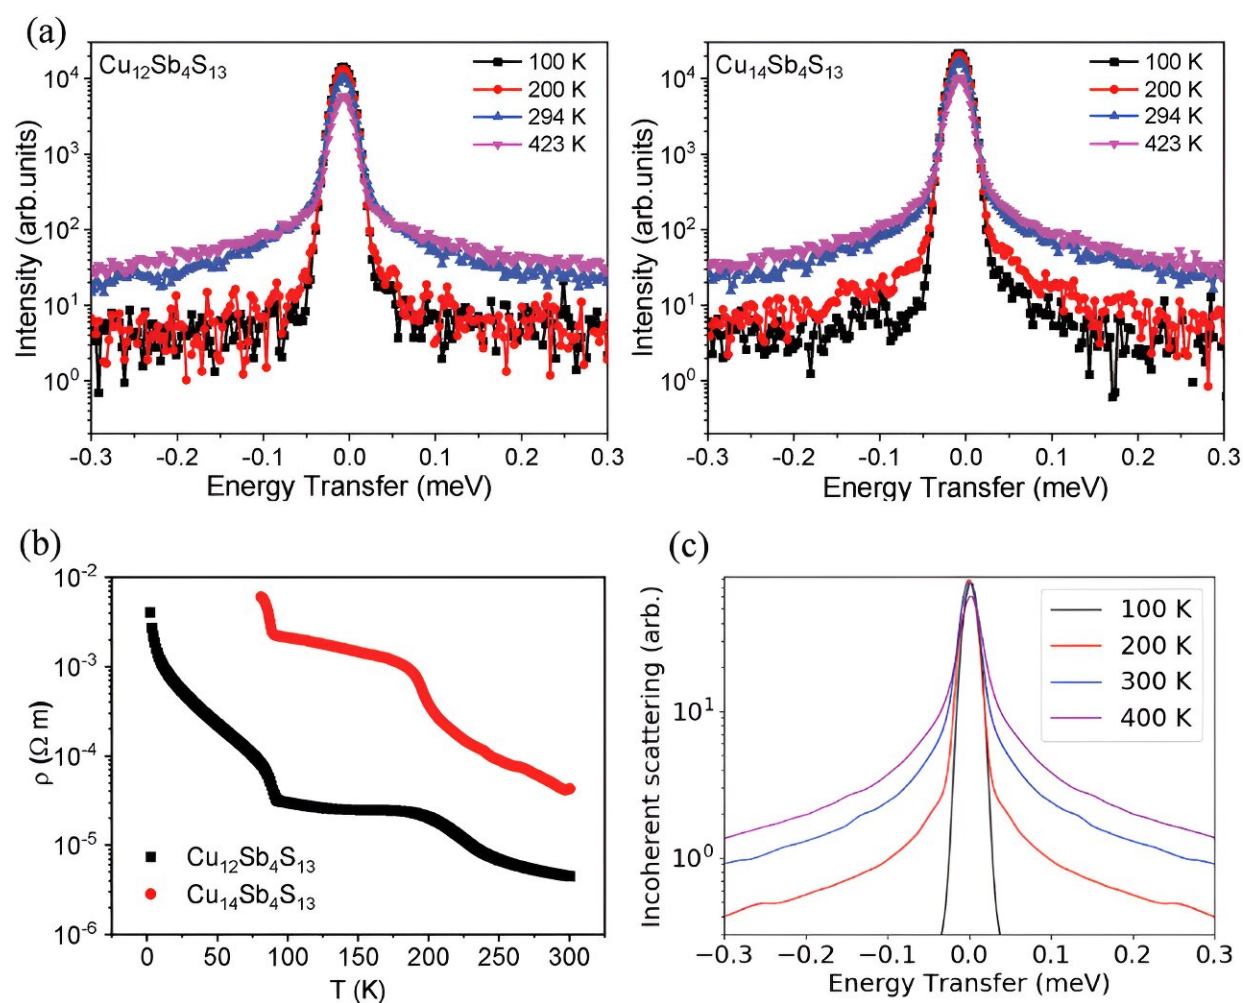 (a)
Cu12Sb4S13
100 K
200 K
294 K
423 K
Intensity (arb.units)
10^4
10^3
10^2
10^1
10^0
-0.3 -0.2 -0.1 0.0 0.1 0.2 0.3
Energy Transfer (meV)
Cu14Sb4S13
100 K
200 K
294 K
423 K
Intensity (arb.units)
10^4
10^3
10^2
10^1
10^0
-0.3 -0.2 -0.1 0.0 0.1 0.2 0.3
Energy Transfer (meV)
(b)
ρ (Ω m)
10^-2
10^-3
10^-4
10^-5
10^-6
Cu12Sb4S13
Cu14Sb4S13
0 50 100 150 200 250 300
T (K)
(c)
100 K
200 K
300 K
400 K
Incoherent scattering (arb.)
10^1
10^0
−0.3 −0.2 −0.1 0.0 0.1 0.2 0.3
Energy Transfer (meV)